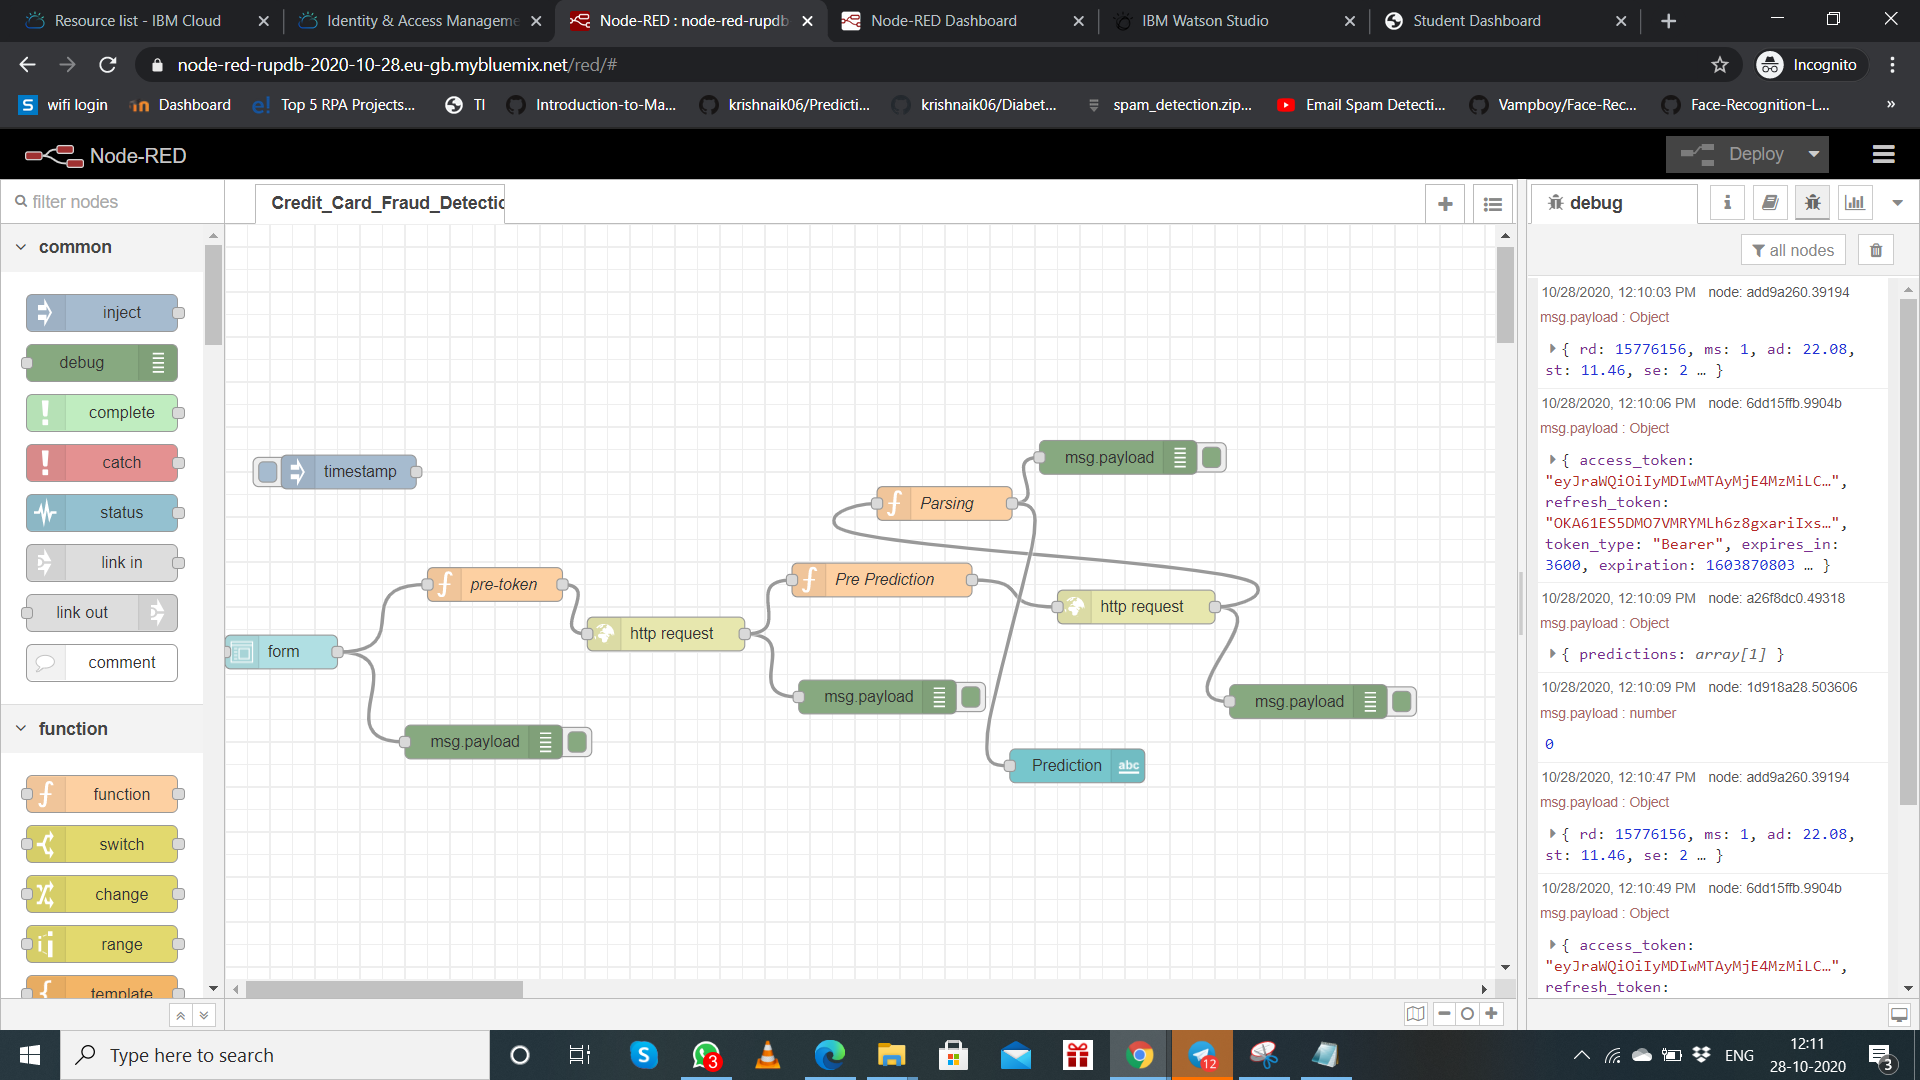 Resource list - IBM Cloud
Identity & Access Manageme
Node-RED : node-red-rupdb
Node-RED Dashboard
IBM Watson Studio
Student Dashboard
node-red-rupdb-2020-10-28.eu-gb.mybluemix.net/red/#
Incognito
wifi login
Dashboard
Top 5 RPA Projects...
TI
Introduction-to-Ma...
krishnaik06/Predicti...
krishnaik06/Diabet...
spam_detection.zip...
Email Spam Detecti...
Vampboy/Face-Rec...
Face-Recognition-L...
Node-RED
Deploy
filter nodes
Credit_Card_Fraud_Detectio
debug
common
all nodes
inject
debug
complete
catch
status
link in
link out
comment
function
function
switch
change
range
template
timestamp
form
pre-token
msg.payload
http request
msg.payload
Pre Prediction
Parsing
msg.payload
http request
msg.payload
Prediction
abc
10/28/2020, 12:10:03 PM node: add9a260.39194
msg.payload : Object
{ rd: 15776156, ms: 1, ad: 22.08,
st: 11.46, se: 2 … }
10/28/2020, 12:10:06 PM node: 6dd15ffb.9904b
msg.payload : Object
{ access_token:
"eyJraWQiOiIyMDIwMTAyMjE4MzMiLC…",
refresh_token:
"OKA61ES5DMO7VMRYMLh6z8gxariIxs…",
token_type: "Bearer", expires_in:
3600, expiration: 1603870803 … }
10/28/2020, 12:10:09 PM node: a26f8dc0.49318
msg.payload : Object
{ predictions: array[1] }
10/28/2020, 12:10:09 PM node: 1d918a28.503606
msg.payload : number
0
10/28/2020, 12:10:47 PM node: add9a260.39194
msg.payload : Object
{ rd: 15776156, ms: 1, ad: 22.08,
st: 11.46, se: 2 … }
10/28/2020, 12:10:49 PM node: 6dd15ffb.9904b
msg.payload : Object
{ access_token:
"eyJraWQiOiIyMDIwMTAyMjE4MzMiLC…",
refresh_token:
Type here to search
3
12
ENG
12:11
28-10-2020
3